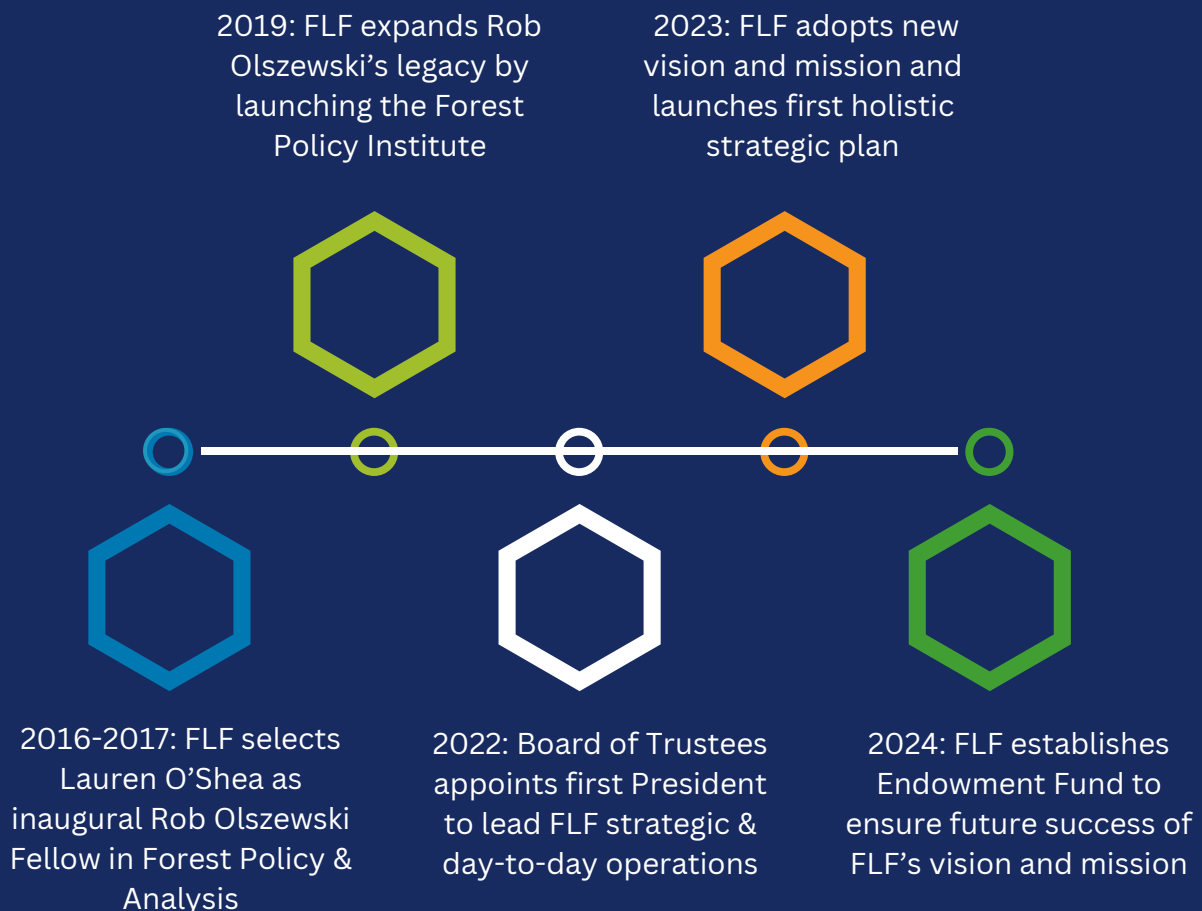 2019: FLF expands Rob
Olszewski’s legacy by
launching the Forest
Policy Institute
2023: FLF adopts new
vision and mission and
launches first holistic
strategic plan
2016-2017: FLF selects
Lauren O’Shea as
inaugural Rob Olszewski
Fellow in Forest Policy &
Analysis
2022: Board of Trustees
appoints first President
to lead FLF strategic &
day-to-day operations
2024: FLF establishes
Endowment Fund to
ensure future success of
FLF’s vision and mission